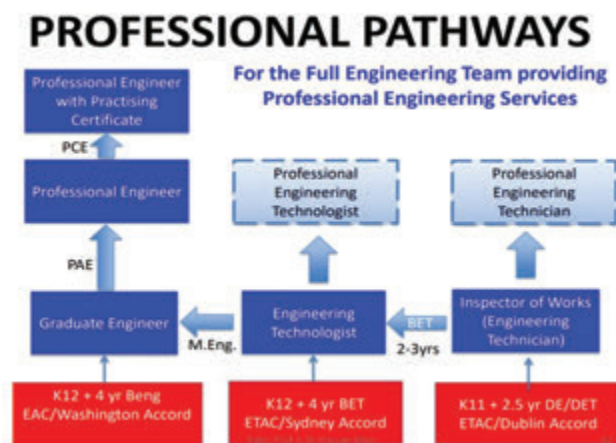 PROFESSIONAL PATHWAYS
For the Full Engineering Team providing
Professional Engineering Services
Professional Engineer
with Practising
Certificate
PCE
Professional Engineer
Professional
Engineering
Technologist
Professional
Engineering
Technician
PAE
Graduate Engineer
M.Eng.
Engineering
Technologist
BET
2-3yrs
Inspector of Works
(Engineering
Technician)
K12 + 4 yr Beng
EAC/Washington Accord
K12 + 4 yr BET
ETAC/Sydney Accord
K11 + 2.5 yr DE/DET
ETAC/Dublin Accord